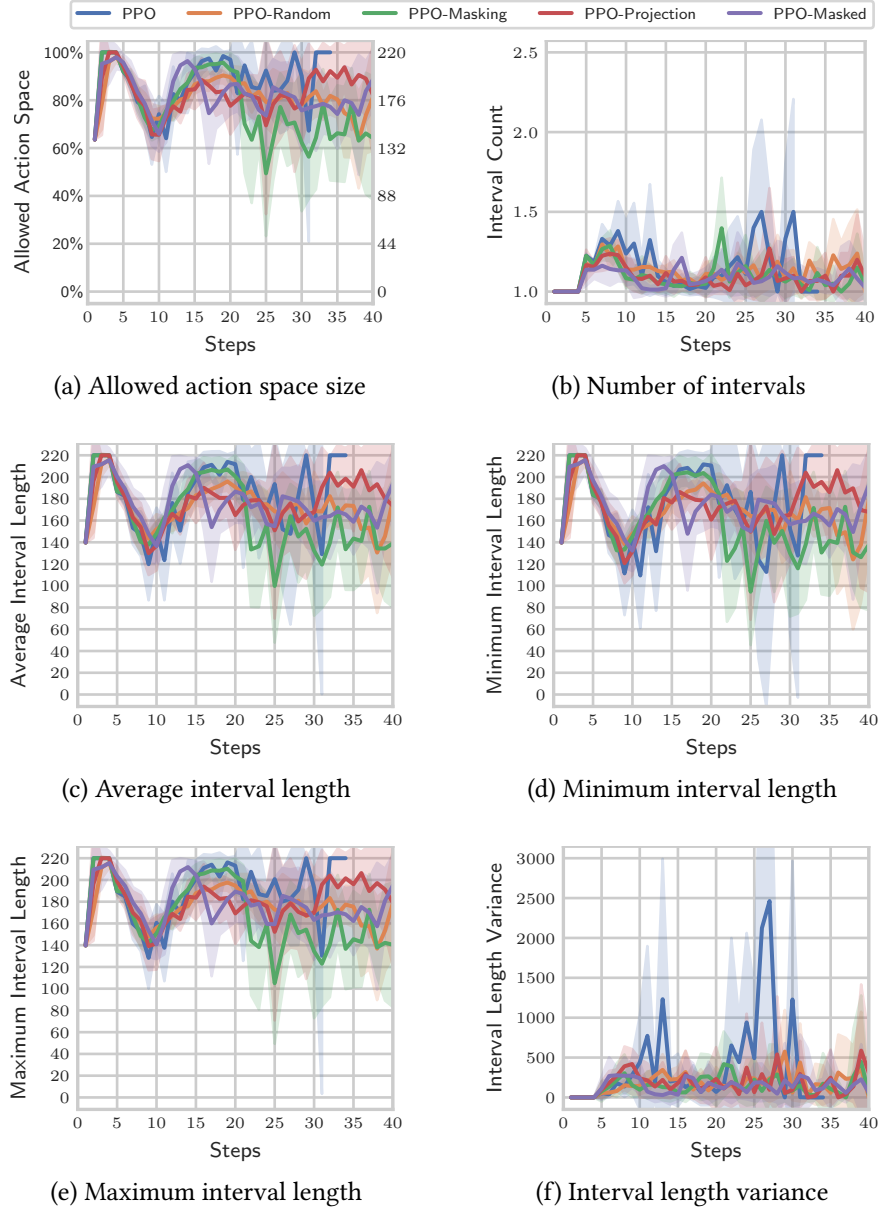 PPO PPO-Random PPO-Masking PPO-Projection PPO-Masked
100% 220
80% 176
60% 132
40% 88
20% 44
0% 0
Allowed Action Space
0 5 10 15 20 25 30 35 40
Steps
(a) Allowed action space size
2.5
2.0
1.5
1.0
Interval Count
0 5 10 15 20 25 30 35 40
Steps
(b) Number of intervals
220
200
180
160
140
120
100
80
60
40
20
0
Average Interval Length
0 5 10 15 20 25 30 35 40
Steps
(c) Average interval length
220
200
180
160
140
120
100
80
60
40
20
0
Minimum Interval Length
0 5 10 15 20 25 30 35 40
Steps
(d) Minimum interval length
220
200
180
160
140
120
100
80
60
40
20
0
Maximum Interval Length
0 5 10 15 20 25 30 35 40
Steps
(e) Maximum interval length
3000
2500
2000
1500
1000
500
0
Interval Length Variance
0 5 10 15 20 25 30 35 40
Steps
(f) Interval length variance